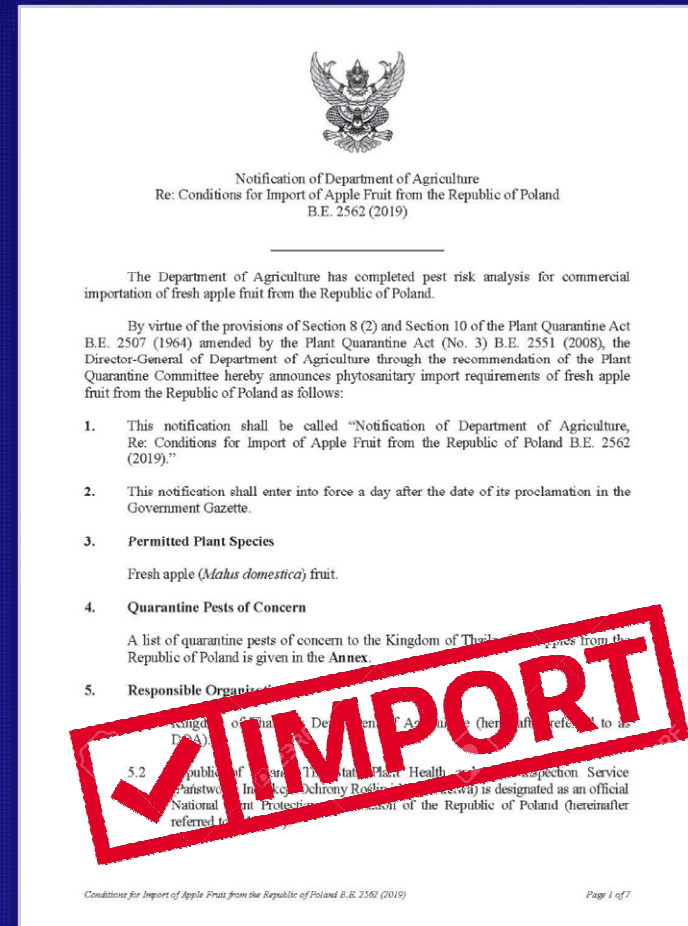 Notification of Department of Agriculture
Re: Conditions for Import of Apple Fruit from the Republic of Poland
B.E. 2562 (2019)
The Department of Agriculture has completed pest risk analysis for commercial
importation of fresh apple fruit from the Republic of Poland.
By virtue of the provisions of Section 8 (2) and Section 10 of the Plant Quarantine Act
B.E. 2507 (1964) amended by the Plant Quarantine Act (No. 3) B.E. 2551 (2008), the
Director-General of Department of Agriculture through the recommendation of the Plant
Quarantine Committee hereby announces phytosanitary import requirements of fresh apple
fruit from the Republic of Poland as follows:
1. This notification shall be called “Notification of Department of Agriculture,
Re: Conditions for Import of Apple Fruit from the Republic of Poland B.E. 2562
(2019).”
2. This notification shall enter into force a day after the date of its proclamation in the
Government Gazette.
3. Permitted Plant Species
Fresh apple (Malus domestica) fruit.
4. Quarantine Pests of Concern
A list of quarantine pests of concern to the Kingdom of from the
Republic of Poland is given in the Annex.
5. Responsible
IMPORT
of to as
5.2 of Plant Health Service
Ochrony is designated as an official
National of the Republic of Poland (hereinafter
referred
Conditions for Import of Apple Fruit from the Republic of Poland B.E. 2562 (2019) Page 1 of 7